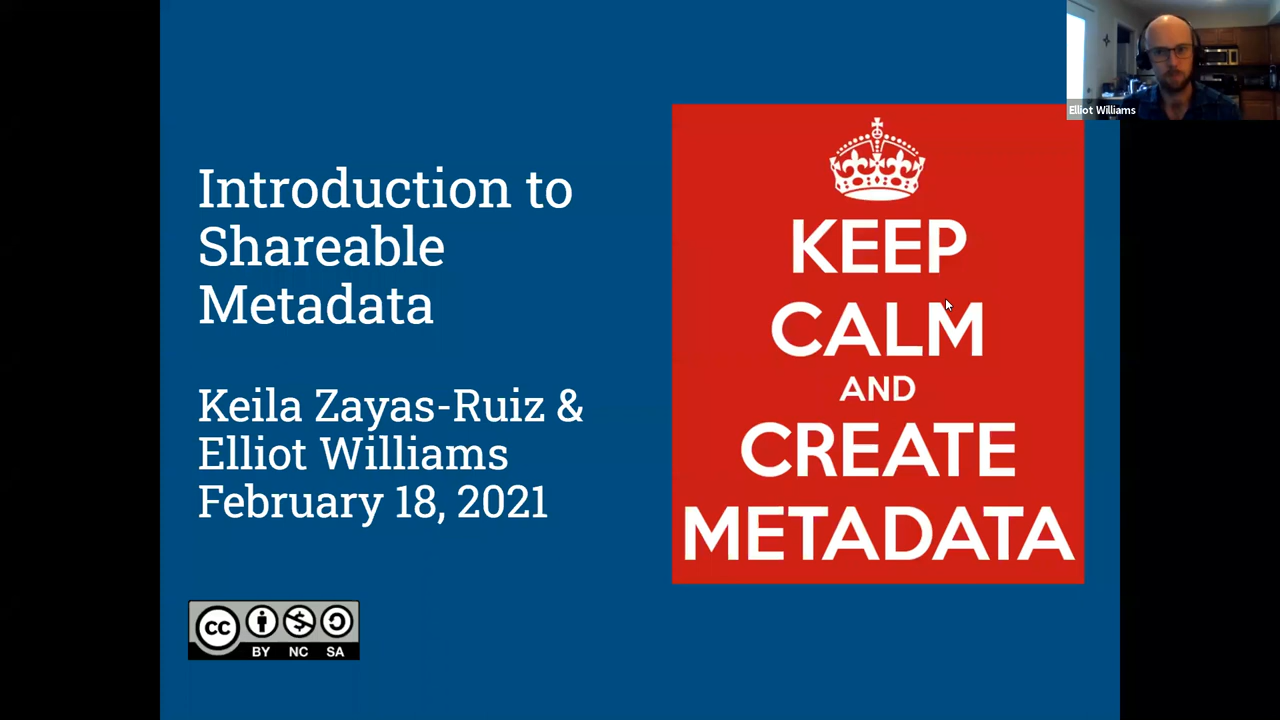 Introduction to
Shareable
Metadata
Keila Zayas-Ruiz &
Elliot Williams
February 18, 2021
cc
BY NC SA
KEEP
CALM
AND
CREATE
METADATA
Elliot Williams